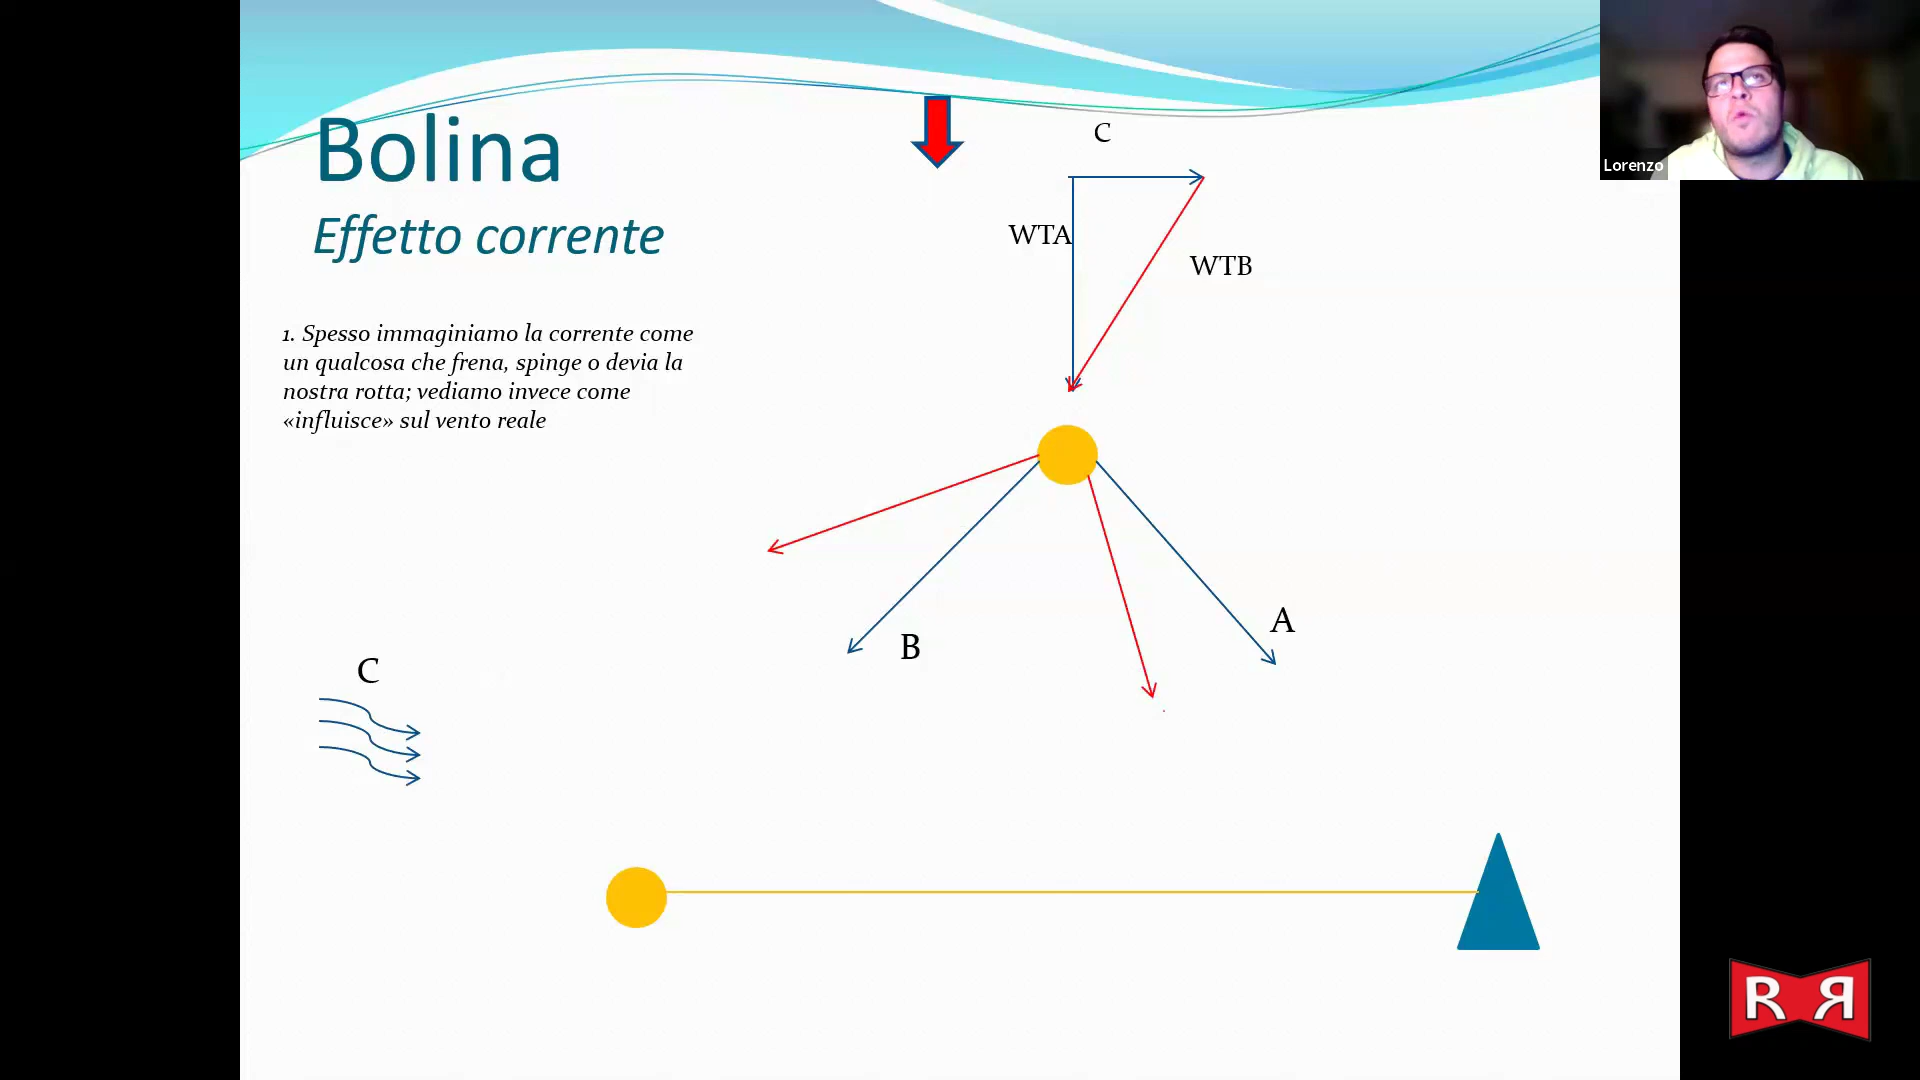 Bolina
Effetto corrente
1. Spesso immaginiamo la corrente come
un qualcosa che frena, spinge o devia la
nostra rotta; vediamo invece come
«influisce» sul vento reale
C
WTA
WTB
A
B
C
Lorenzo
R Я